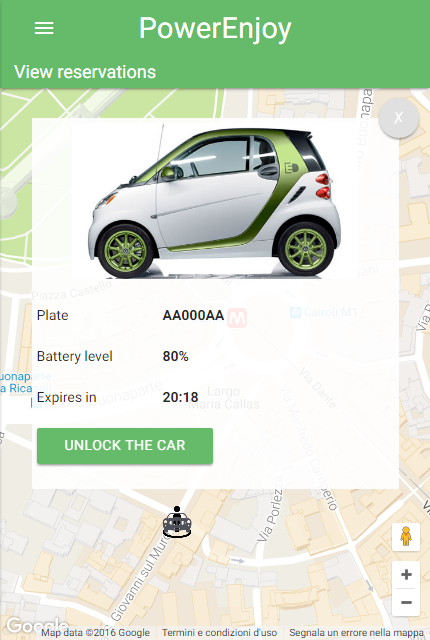 PowerEnjoy
View reservations
X
Piazza Castello
M
Cairoli M1
Plate AA000AA
Battery level 80%
Expires in 20:18
Largo
Maria Callas
Via Dante
UNLOCK THE CAR
Via Porlez
Giovanni sul Mur
+
−
Google
Map data ©2016 Google
Termini e condizioni d'uso
Segnala un errore nella mappa